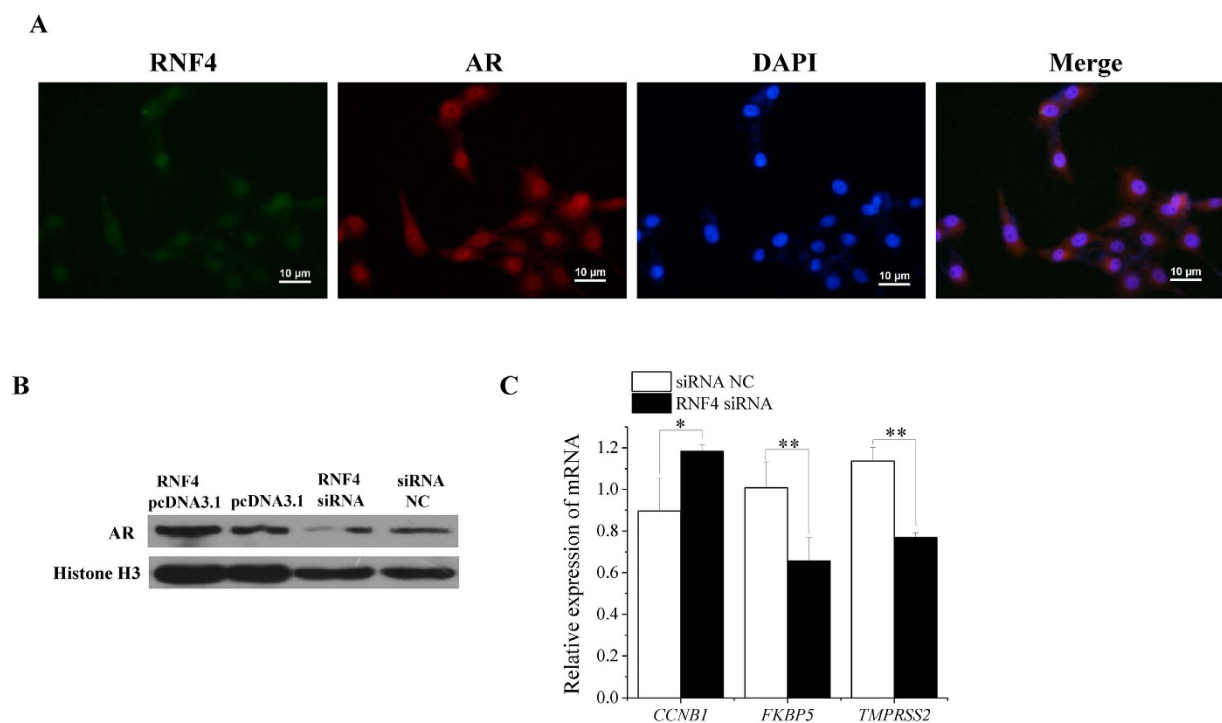 A
RNF4
AR
DAPI
Merge
10 µm
10 µm
10 µm
10 µm
B
RNF4
pcDNA3.1
pcDNA3.1
RNF4
siRNA
siRNA
NC
AR
Histone H3
C
siRNA NC
RNF4 siRNA
Relative expression of mRNA
1.2
1.0
0.8
0.6
0.4
0.2
0.0
*
**
**
CCNB1
FKBP5
TMPRSS2